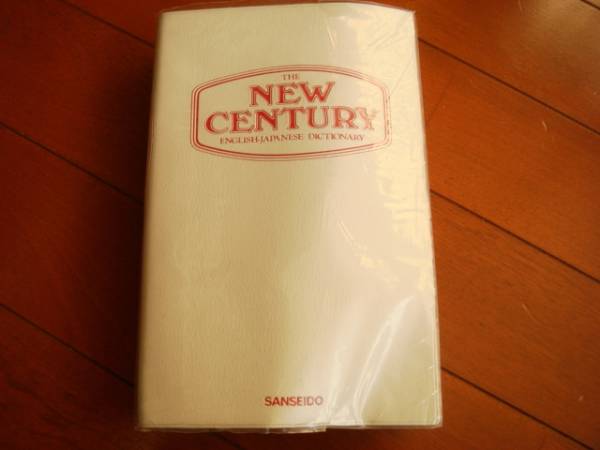 THE
NEW
CENTURY
ENGLISH-JAPANESE DICTIONARY
SANSEIDO